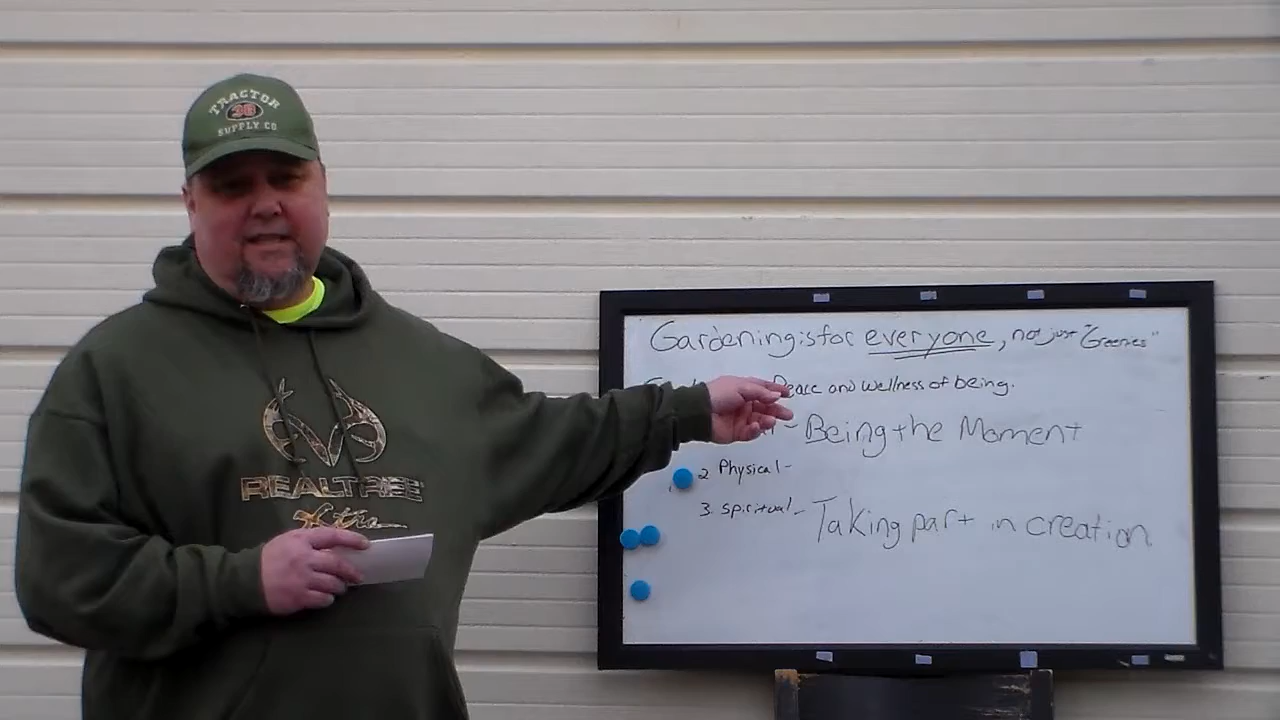 TRACTOR
38
SUPPLY CO
REALTREE
Xtra
Gardening is for everyone, not just "Greenies"
Peace and wellness of being.
- Being the Moment
2 Physical -
3. Spiritual - Taking part in creation